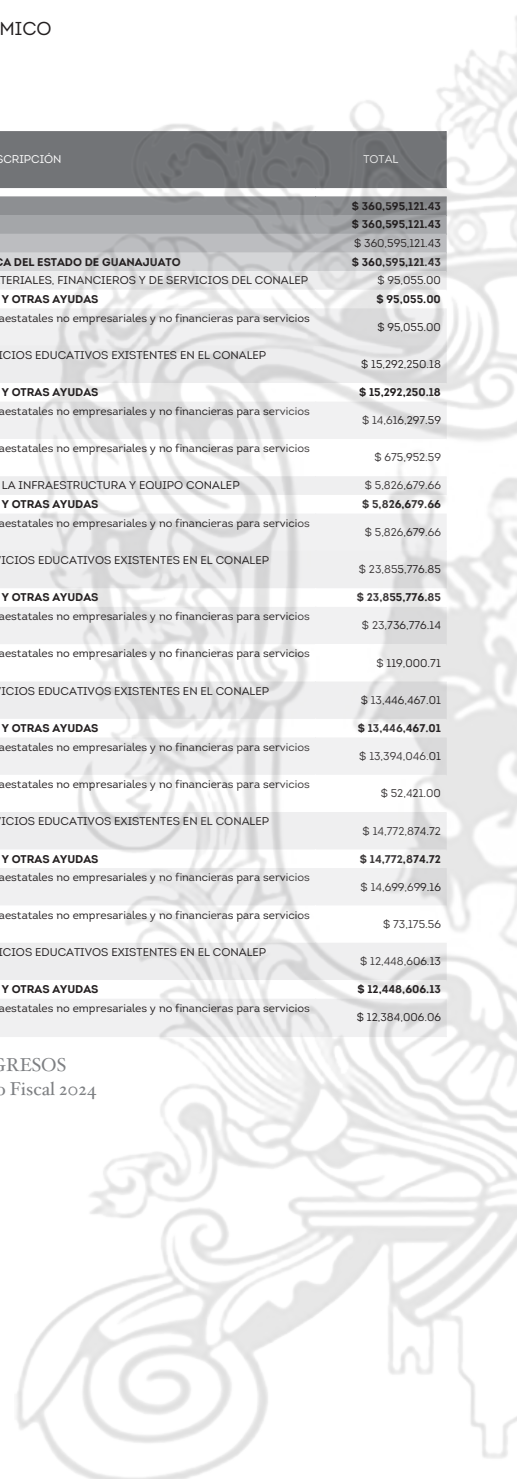 MICO
SCRIPCIÓN TOTAL
$ 360,595,121.43
$ 360,595,121.43
$ 360,595,121.43
CA DEL ESTADO DE GUANAJUATO $ 360,595,121.43
TERIALES, FINANCIEROS Y DE SERVICIOS DEL CONALEP $ 95,055.00
Y OTRAS AYUDAS $ 95,055.00
aestatales no empresariales y no financieras para servicios $ 95,055.00
ICIOS EDUCATIVOS EXISTENTES EN EL CONALEP $ 15,292,250.18
Y OTRAS AYUDAS $ 15,292,250.18
aestatales no empresariales y no financieras para servicios $ 14,616,297.59
aestatales no empresariales y no financieras para servicios $ 675,952.59
LA INFRAESTRUCTURA Y EQUIPO CONALEP $ 5,826,679.66
Y OTRAS AYUDAS $ 5,826,679.66
aestatales no empresariales y no financieras para servicios $ 5,826,679.66
VICIOS EDUCATIVOS EXISTENTES EN EL CONALEP $ 23,855,776.85
Y OTRAS AYUDAS $ 23,855,776.85
aestatales no empresariales y no financieras para servicios $ 23,736,776.14
aestatales no empresariales y no financieras para servicios $ 119,000.71
VICIOS EDUCATIVOS EXISTENTES EN EL CONALEP $ 13,446,467.01
Y OTRAS AYUDAS $ 13,446,467.01
aestatales no empresariales y no financieras para servicios $ 13,394,046.01
aestatales no empresariales y no financieras para servicios $ 52,421.00
VICIOS EDUCATIVOS EXISTENTES EN EL CONALEP $ 14,772,874.72
Y OTRAS AYUDAS $ 14,772,874.72
aestatales no empresariales y no financieras para servicios $ 14,699,699.16
aestatales no empresariales y no financieras para servicios $ 73,175.56
ICIOS EDUCATIVOS EXISTENTES EN EL CONALEP $ 12,448,606.13
Y OTRAS AYUDAS $ 12,448,606.13
aestatales no empresariales y no financieras para servicios $ 12,384,006.06
GRESOS
o Fiscal 2024